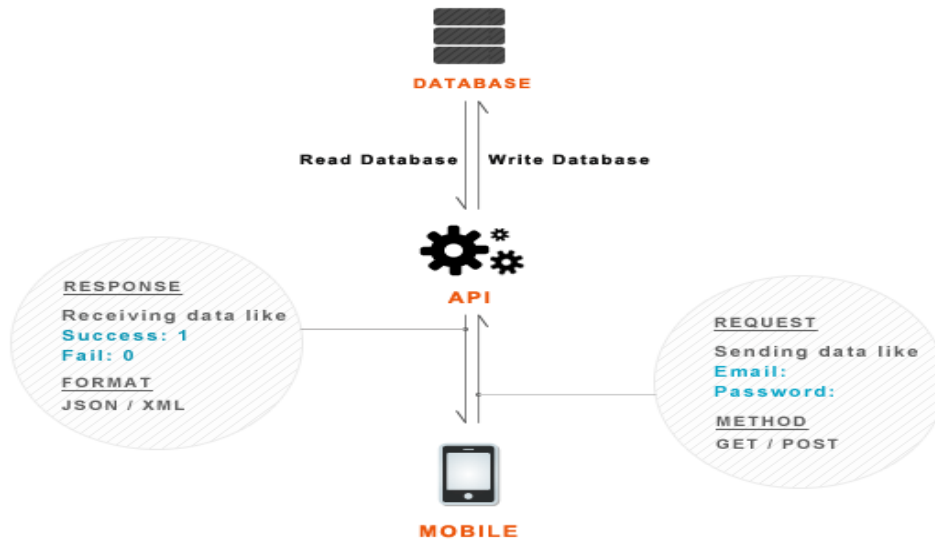 DATABASE
Read Database
Write Database
API
RESPONSE
Receiving data like
Success: 1
Fail: 0
FORMAT
JSON / XML
REQUEST
Sending data like
Email:
Password:
METHOD
GET / POST
MOBILE